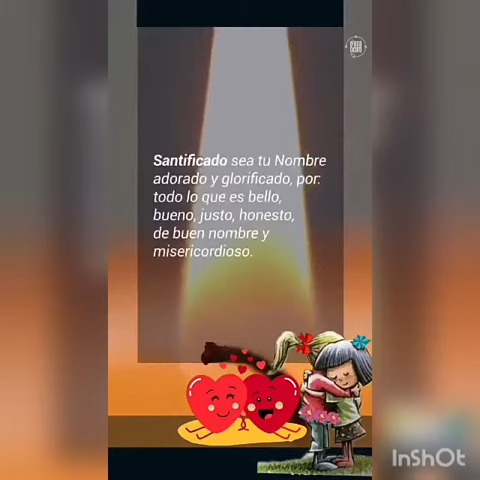 Santificado sea tu Nombre
adorado y glorificado, por:
todo lo que es bello,
bueno, justo, honesto,
de buen nombre y
misericordioso.
InShOt